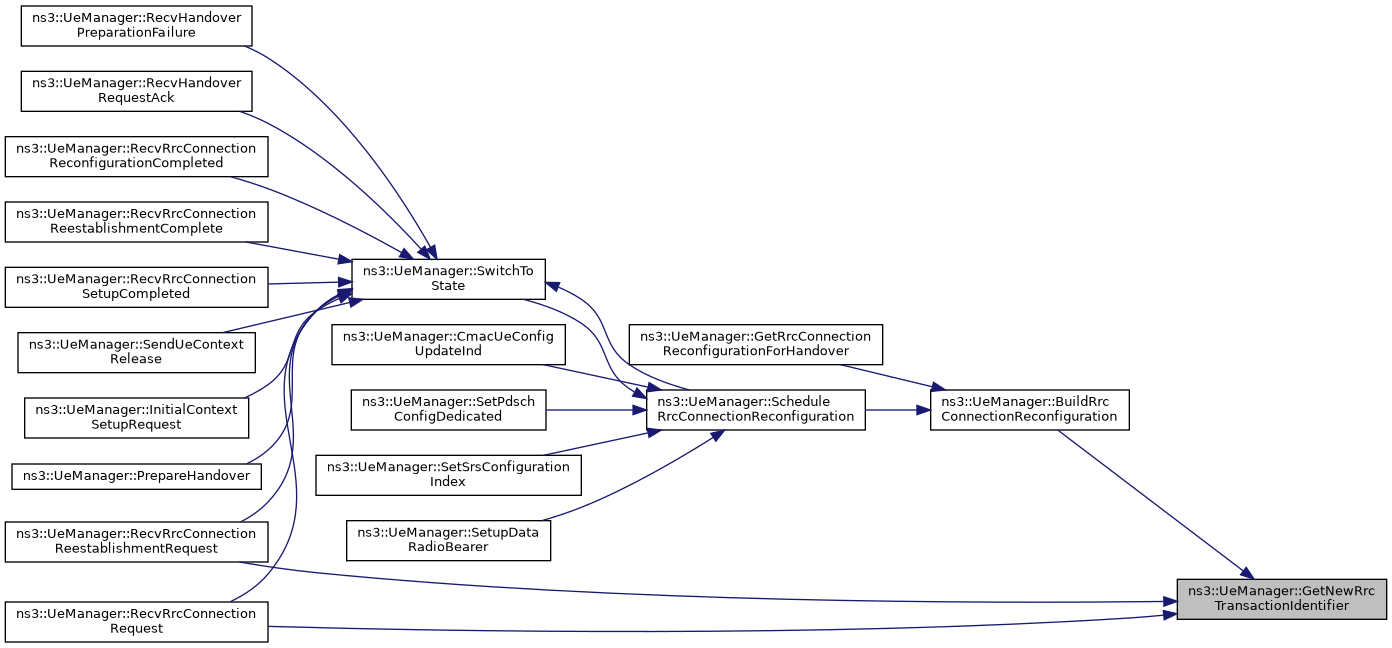 ns3::UeManager::RecvHandover
PreparationFailure
ns3::UeManager::RecvHandover
RequestAck
ns3::UeManager::RecvRrcConnection
ReconfigurationCompleted
ns3::UeManager::RecvRrcConnection
ReestablishmentComplete
ns3::UeManager::RecvRrcConnection
SetupCompleted
ns3::UeManager::SendUeContext
Release
ns3::UeManager::InitialContext
SetupRequest
ns3::UeManager::PrepareHandover
ns3::UeManager::RecvRrcConnection
ReestablishmentRequest
ns3::UeManager::RecvRrcConnection
Request
ns3::UeManager::SwitchTo
State
ns3::UeManager::CmacUeConfig
UpdateInd
ns3::UeManager::SetPdsch
ConfigDedicated
ns3::UeManager::SetSrsConfiguration
Index
ns3::UeManager::SetupData
RadioBearer
ns3::UeManager::GetRrcConnection
ReconfigurationForHandover
ns3::UeManager::Schedule
RrcConnectionReconfiguration
ns3::UeManager::BuildRrc
ConnectionReconfiguration
ns3::UeManager::GetNewRrc
TransactionIdentifier